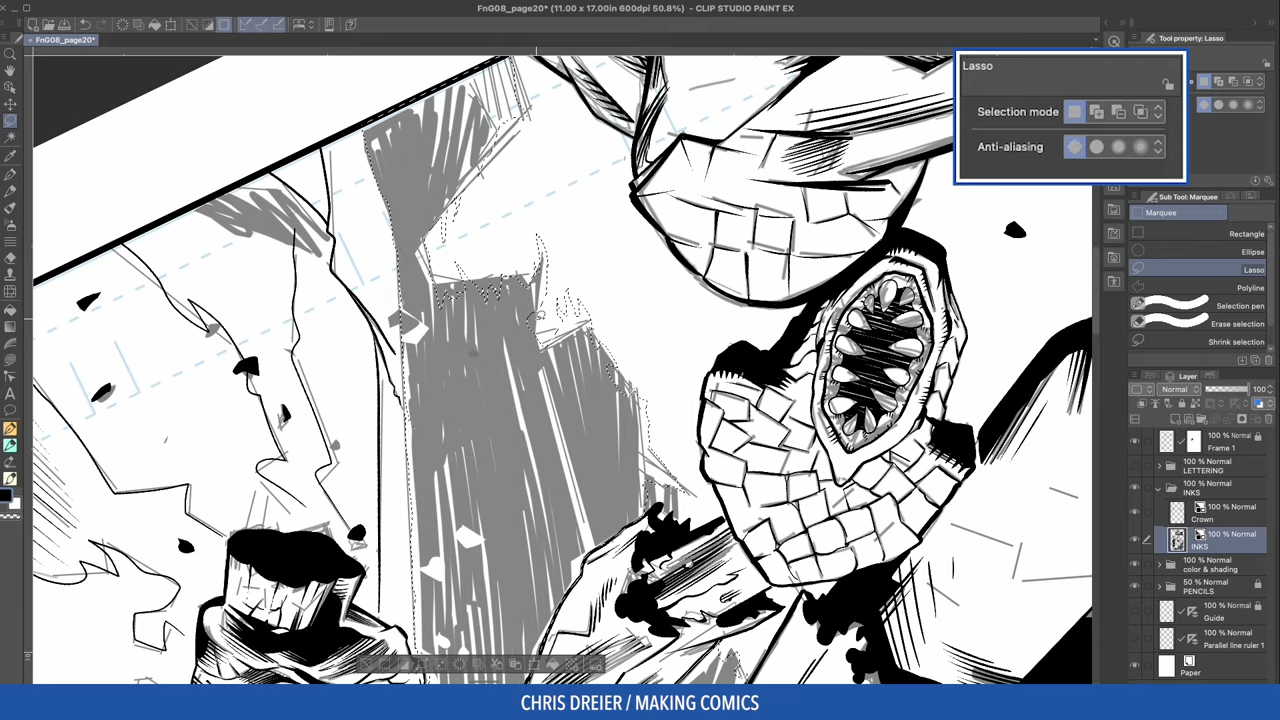 FnG08_page20* (11.00 x 17.00in 600dpi 50.8%) - CLIP STUDIO PAINT EX
FnG08_page20*
Tool property: Lasso
Lasso
Selection mode
Anti-aliasing
Sub Tool: Marquee
Marquee
Rectangle
Ellipse
Lasso
Polyline
Selection pen
Erase selection
Shrink selection
Layer
Normal
100
100 % Normal
Frame 1
100 % Normal
LETTERING
100 % Normal
INKS
100 % Normal
Crown
100 % Normal
INKS
100 % Normal
color & shading
50 % Normal
PENCILS
100 % Normal
Guide
100 % Normal
Parallel line ruler 1
Paper
CHRIS DREIER / MAKING COMICS